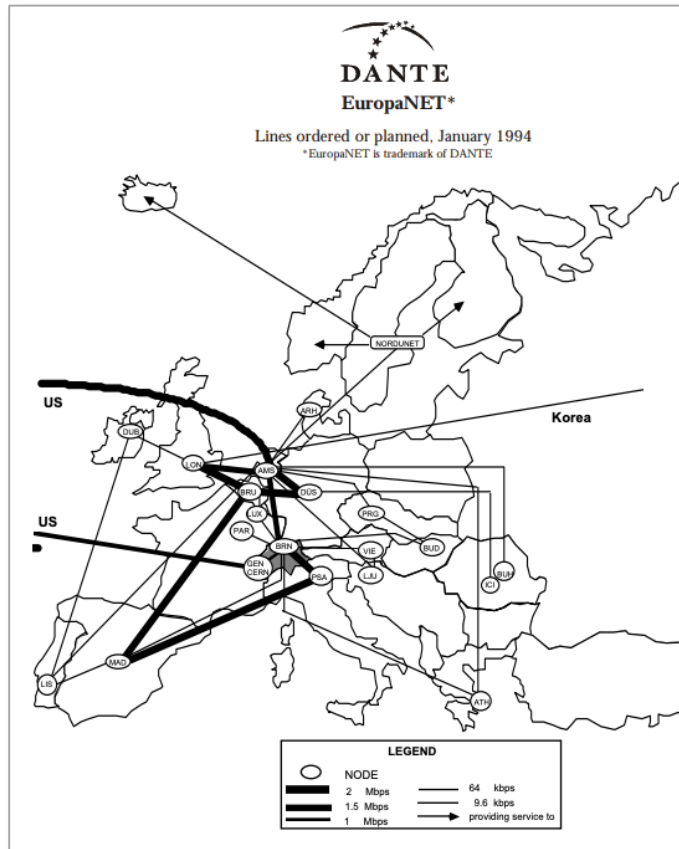 DANTE
EuropaNET*
Lines ordered or planned, January 1994
*EuropaNET is trademark of DANTE
NORDUNET
US
ARH
Korea
DUB
LON
AMS
BRU
DÜS
LUX
PRG
US
PAR
BRN
VIE
BUD
GEN
CERN
PSA
LJU
ICI
BUH
MAD
LIS
ATH
LEGEND
NODE
2 Mbps
64 kbps
1.5 Mbps
9.6 kbps
1 Mbps
providing service to